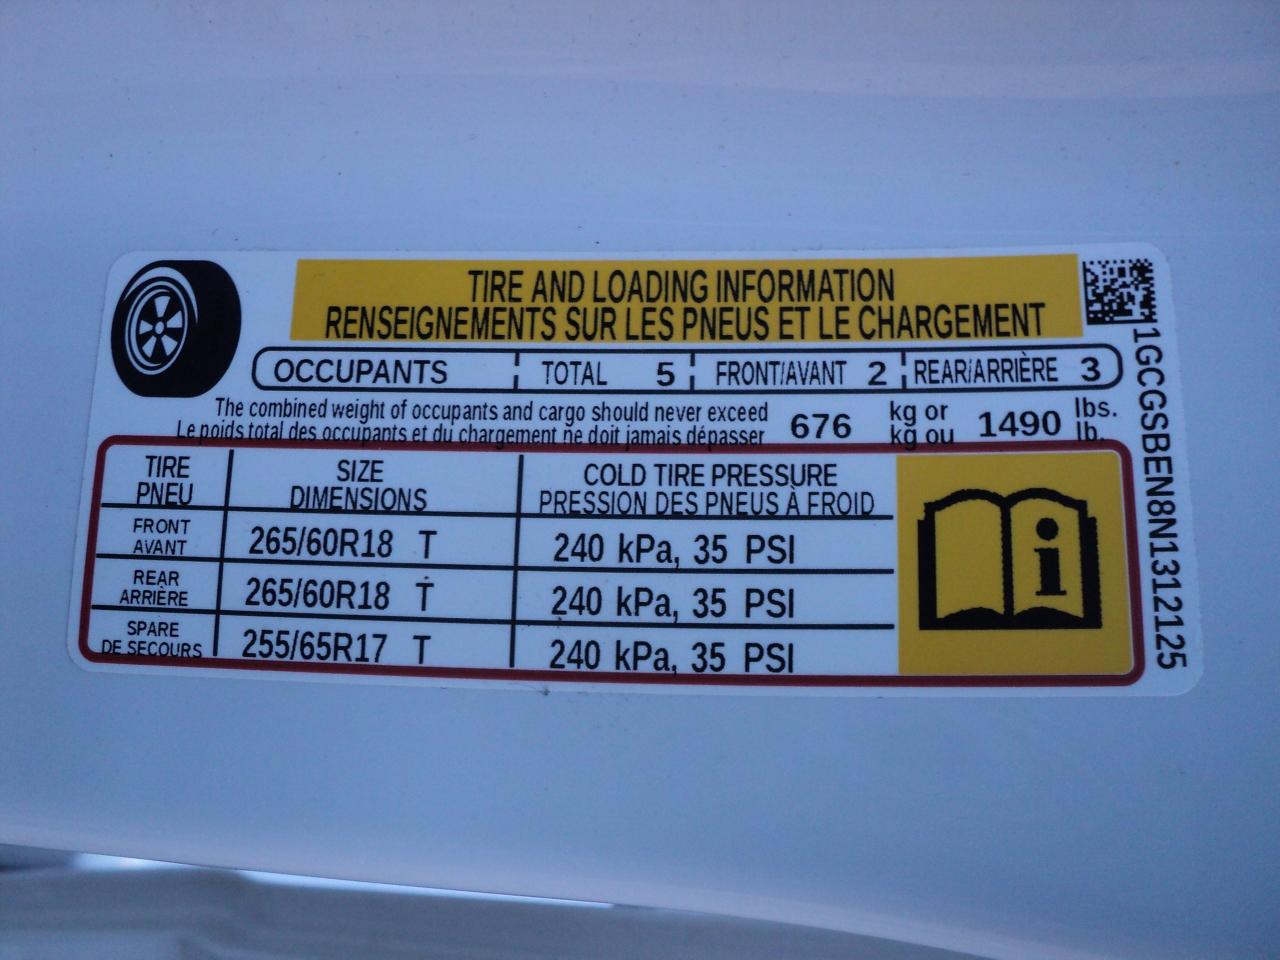 TIRE AND LOADING INFORMATION
RENSEIGNEMENTS SUR LES PNEUS ET LE CHARGEMENT
OCCUPANTS TOTAL 5 FRONT/AVANT 2 REAR/ARRIÈRE 3
The combined weight of occupants and cargo should never exceed 676 kg or 1490 lbs.
Le poids total des occupants et du chargement ne doit jamais dépasser kg ou lb.
TIRE SIZE COLD TIRE PRESSURE
PNEU DIMENSIONS PRESSION DES PNEUS À FROID
FRONT
AVANT 265/60R18 T 240 kPa, 35 PSI
REAR
ARRIÈRE 265/60R18 T 240 kPa, 35 PSI
SPARE
DE SECOURS 255/65R17 T 240 kPa, 35 PSI
i
1GCGSBEN8N1312125